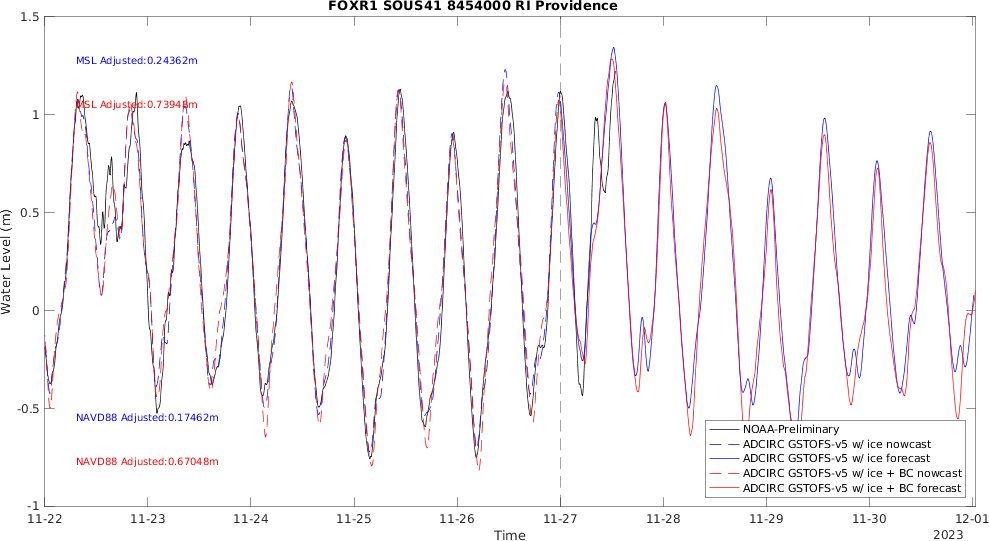 FOXR1 SOUS41 8454000 RI Providence
1.5
MSL Adjusted:0.24362m
MSL Adjusted:0.73941m
1
0.5
Water Level (m)
0
-0.5
NAVD88 Adjusted:0.17462m
NAVD88 Adjusted:0.67048m
-1
NOAA-Preliminary
ADCIRC GSTOFS-v5 w/ ice nowcast
ADCIRC GSTOFS-v5 w/ ice forecast
ADCIRC GSTOFS-v5 w/ ice + BC nowcast
ADCIRC GSTOFS-v5 w/ ice + BC forecast
11-22 11-23 11-24 11-25 11-26 11-27 11-28 11-29 11-30 12-01
Time
2023